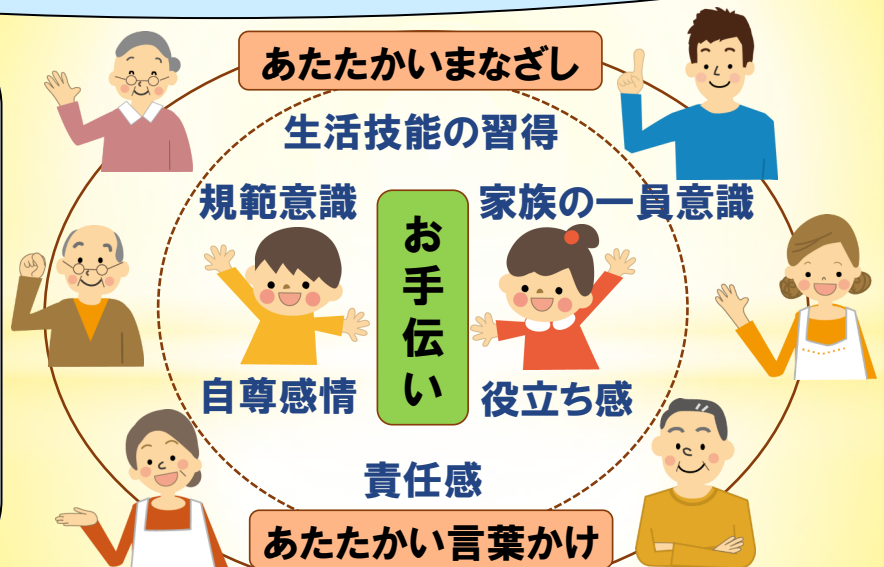 あたたかいまなざし
生活技能の習得
規範意識
家族の一員意識
お手伝い
自尊感情
役立ち感
責任感
あたたかい言葉かけ